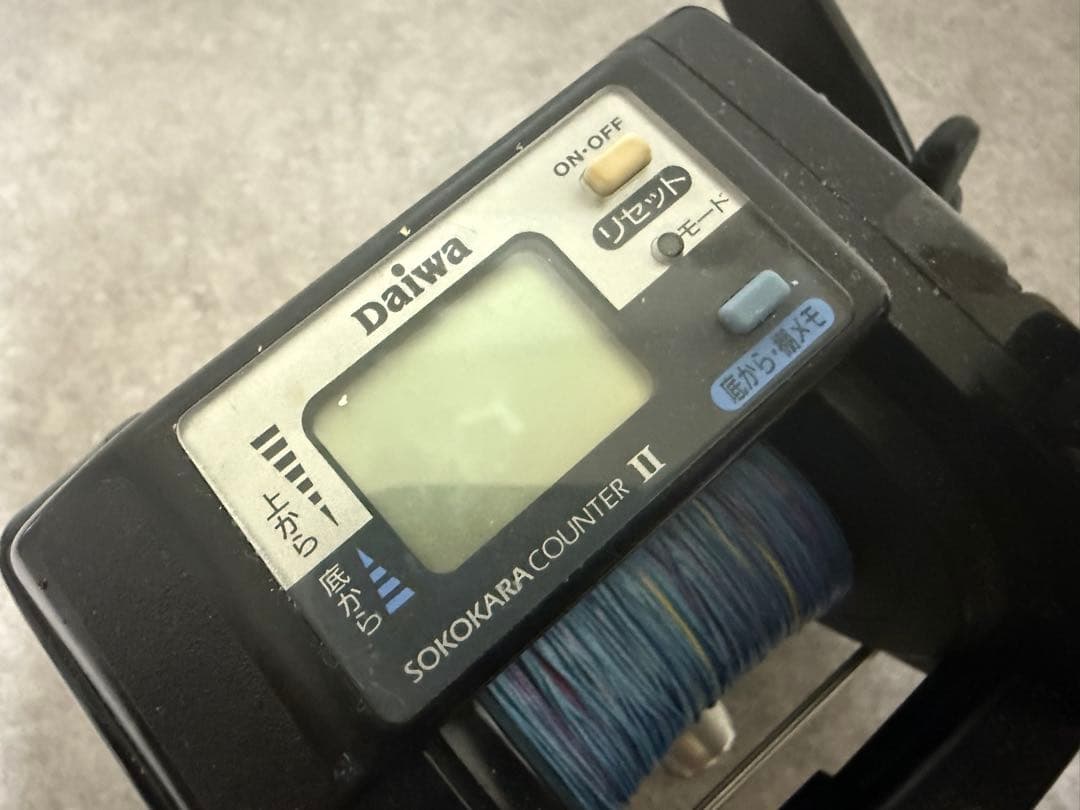 ON・OFF
リセット
モード
Daiwa
底から・棚メモ
上から
底から
SOKOKARA COUNTER II